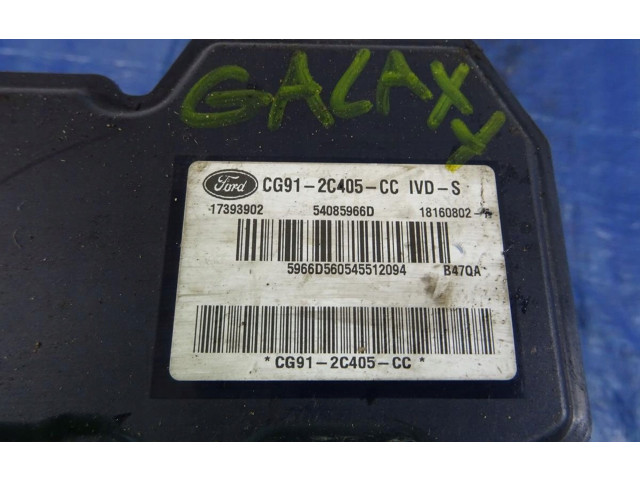 GALAXY
Ford CG91-2C405-CC IVD-S
17393902 54085966D 18160802-A
5966D560545512094 B47QA
* CG91-2C405-CC *